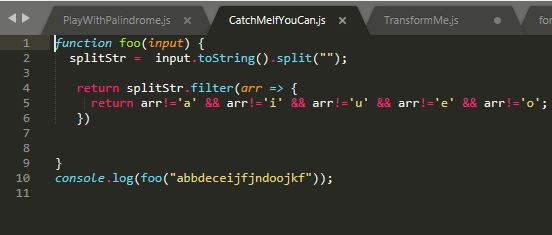 PlayWithPalindrome.js × CatchMeIfYouCan.js × TransformMe.js for
1 function foo(input) {
2 splitStr = input.toString().split("");
3
4 return splitStr.filter(arr => {
5 return arr!='a' && arr!='i' && arr!='u' && arr!='e' && arr!='o';
6 })
7
8
9 }
10 console.log(foo("abbdeceijfjndoojkf"));
11